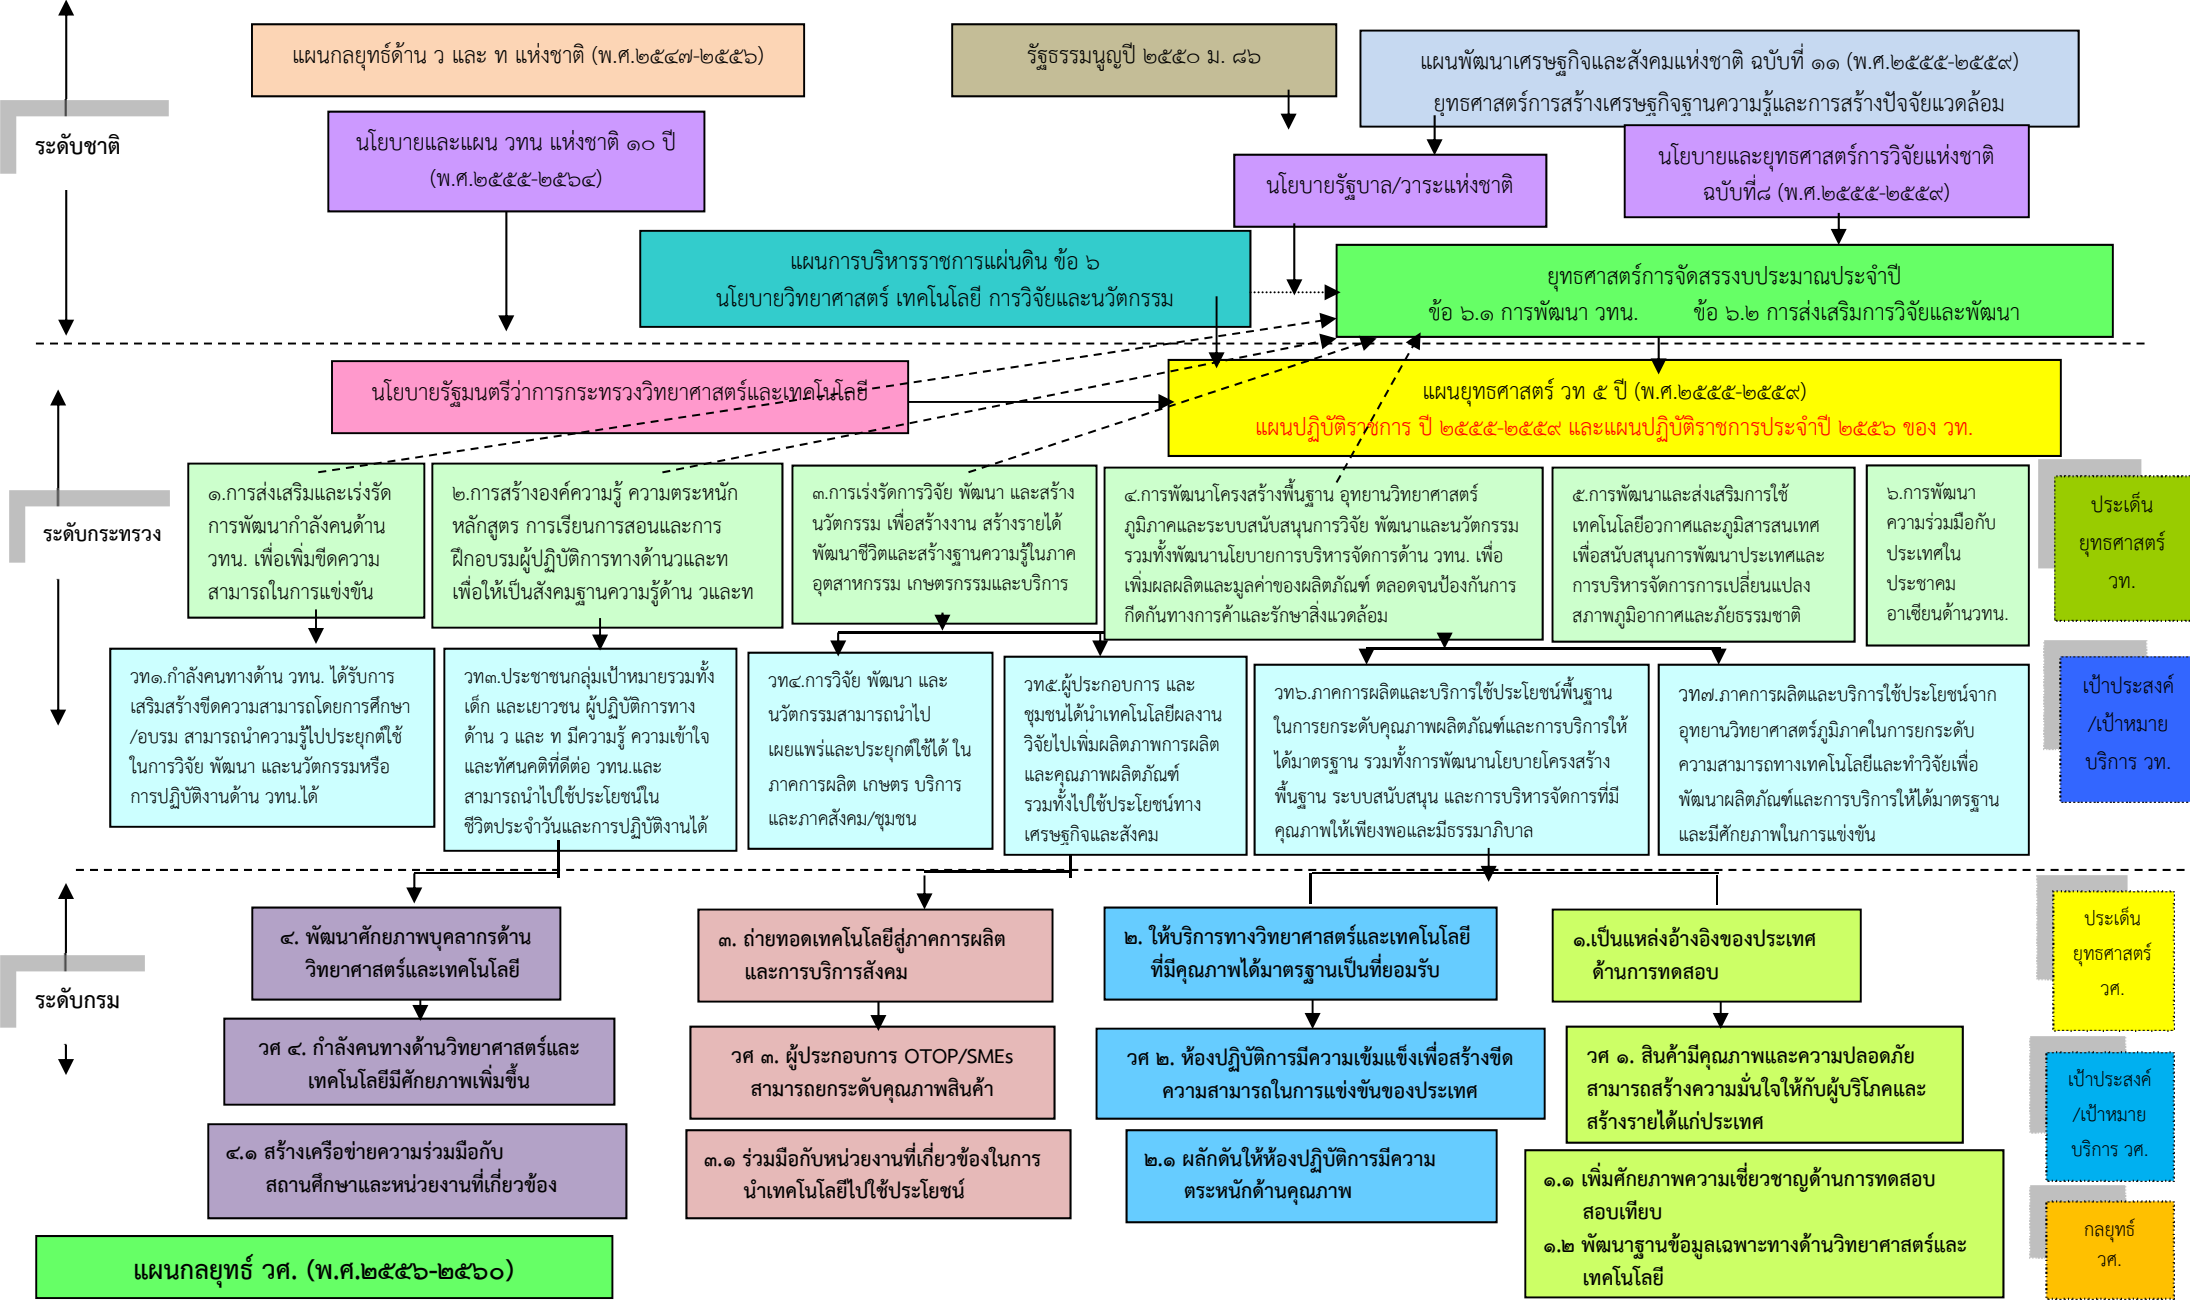 แผนกลยุทธ์ด้าน ว และ ท แห่งชาติ (พ.ศ.๒๕๔๗-๒๕๕๖)
รัฐธรรมนูญปี ๒๕๕๐ ม. ๘๖
แผนพัฒนาเศรษฐกิจและสังคมแห่งชาติ ฉบับที่ ๑๑ (พ.ศ.๒๕๕๕-๒๕๕๙)
ยุทธศาสตร์การสร้างเศรษฐกิจฐานความรู้และการสร้างปัจจัยแวดล้อม
ระดับชาติ
นโยบายและแผน วทน แห่งชาติ ๑๐ ปี
(พ.ศ.๒๕๕๕-๒๕๖๔)
นโยบายรัฐบาล/วาระแห่งชาติ
นโยบายและยุทธศาสตร์การวิจัยแห่งชาติ
ฉบับที่๘ (พ.ศ.๒๕๕๕-๒๕๕๙)
แผนการบริหารราชการแผ่นดิน ข้อ ๖
นโยบายวิทยาศาสตร์ เทคโนโลยี การวิจัยและนวัตกรรม
ยุทธศาสตร์การจัดสรรงบประมาณประจำปี
ข้อ ๖.๑ การพัฒนา วทน. ข้อ ๖.๒ การส่งเสริมการวิจัยและพัฒนา
นโยบายรัฐมนตรีว่าการกระทรวงวิทยาศาสตร์และเทคโนโลยี
แผนยุทธศาสตร์ วท ๕ ปี (พ.ศ.๒๕๕๕-๒๕๕๙)
แผนปฏิบัติราชการ ปี ๒๕๕๕-๒๕๕๙ และแผนปฏิบัติราชการประจำปี ๒๕๕๖ ของ วท.
ระดับกระทรวง
๑.การส่งเสริมและเร่งรัด
การพัฒนากำลังคนด้าน
วทน. เพื่อเพิ่มขีดความ
สามารถในการแข่งขัน
๒.การสร้างองค์ความรู้ ความตระหนัก
หลักสูตร การเรียนการสอนและการ
ฝึกอบรมผู้ปฏิบัติการทางด้านวและท
เพื่อให้เป็นสังคมฐานความรู้ด้าน วและท
๓.การเร่งรัดการวิจัย พัฒนา และสร้าง
นวัตกรรม เพื่อสร้างงาน สร้างรายได้
พัฒนาชีวิตและสร้างฐานความรู้ในภาค
อุตสาหกรรม เกษตรกรรมและบริการ
๔.การพัฒนาโครงสร้างพื้นฐาน อุทยานวิทยาศาสตร์
ภูมิภาคและระบบสนับสนุนการวิจัย พัฒนาและนวัตกรรม
รวมทั้งพัฒนานโยบายการบริหารจัดการด้าน วทน. เพื่อ
เพิ่มผลผลิตและมูลค่าของผลิตภัณฑ์ ตลอดจนป้องกันการ
กีดกันทางการค้าและรักษาสิ่งแวดล้อม
๕.การพัฒนาและส่งเสริมการใช้
เทคโนโลยีอวกาศและภูมิสารสนเทศ
เพื่อสนับสนุนการพัฒนาประเทศและ
การบริหารจัดการการเปลี่ยนแปลง
สภาพภูมิอากาศและภัยธรรมชาติ
๖.การพัฒนา
ความร่วมมือกับ
ประเทศใน
ประชาคม
อาเซียนด้านวทน.
ประเด็น
ยุทธศาสตร์
วท.
วท๑.กำลังคนทางด้าน วทน. ได้รับการ
เสริมสร้างขีดความสามารถโดยการศึกษา
/อบรม สามารถนำความรู้ไปประยุกต์ใช้
ในการวิจัย พัฒนา และนวัตกรรมหรือ
การปฏิบัติงานด้าน วทน.ได้
วท๓.ประชาชนกลุ่มเป้าหมายรวมทั้ง
เด็ก และเยาวชน ผู้ปฏิบัติการทาง
ด้าน ว และ ท มีความรู้ ความเข้าใจ
และทัศนคติที่ดีต่อ วทน.และ
สามารถนำไปใช้ประโยชน์ใน
ชีวิตประจำวันและการปฏิบัติงานได้
วท๔.การวิจัย พัฒนา และ
นวัตกรรมสามารถนำไป
เผยแพร่และประยุกต์ใช้ได้ ใน
ภาคการผลิต เกษตร บริการ
และภาคสังคม/ชุมชน
วท๕.ผู้ประกอบการ และ
ชุมชนได้นำเทคโนโลยีผลงาน
วิจัยไปเพิ่มผลิตภาพการผลิต
และคุณภาพผลิตภัณฑ์
รวมทั้งไปใช้ประโยชน์ทาง
เศรษฐกิจและสังคม
วท๖.ภาคการผลิตและบริการใช้ประโยชน์พื้นฐาน
ในการยกระดับคุณภาพผลิตภัณฑ์และการบริการให้
ได้มาตรฐาน รวมทั้งการพัฒนานโยบายโครงสร้าง
พื้นฐาน ระบบสนับสนุน และการบริหารจัดการที่มี
คุณภาพให้เพียงพอและมีธรรมาภิบาล
วท๗.ภาคการผลิตและบริการใช้ประโยชน์จาก
อุทยานวิทยาศาสตร์ภูมิภาคในการยกระดับ
ความสามารถทางเทคโนโลยีและทำวิจัยเพื่อ
พัฒนาผลิตภัณฑ์และการบริการให้ได้มาตรฐาน
และมีศักยภาพในการแข่งขัน
เป้าประสงค์
/เป้าหมาย
บริการ วท.
ระดับกรม
๔. พัฒนาศักยภาพบุคลากรด้าน
วิทยาศาสตร์และเทคโนโลยี
๓. ถ่ายทอดเทคโนโลยีสู่ภาคการผลิต
และการบริการสังคม
๒. ให้บริการทางวิทยาศาสตร์และเทคโนโลยี
ที่มีคุณภาพได้มาตรฐานเป็นที่ยอมรับ
๑.เป็นแหล่งอ้างอิงของประเทศ
ด้านการทดสอบ
ประเด็น
ยุทธศาสตร์
วศ.
วศ ๔. กำลังคนทางด้านวิทยาศาสตร์และ
เทคโนโลยีมีศักยภาพเพิ่มขึ้น
วศ ๓. ผู้ประกอบการ OTOP/SMEs
สามารถยกระดับคุณภาพสินค้า
วศ ๒. ห้องปฏิบัติการมีความเข้มแข็งเพื่อสร้างขีด
ความสามารถในการแข่งขันของประเทศ
วศ ๑. สินค้ามีคุณภาพและความปลอดภัย
สามารถสร้างความมั่นใจให้กับผู้บริโภคและ
สร้างรายได้แก่ประเทศ
เป้าประสงค์
/เป้าหมาย
บริการ วศ.
๔.๑ สร้างเครือข่ายความร่วมมือกับ
สถานศึกษาและหน่วยงานที่เกี่ยวข้อง
๓.๑ ร่วมมือกับหน่วยงานที่เกี่ยวข้องในการ
นำเทคโนโลยีไปใช้ประโยชน์
๒.๑ ผลักดันให้ห้องปฏิบัติการมีความ
ตระหนักด้านคุณภาพ
๑.๑ เพิ่มศักยภาพความเชี่ยวชาญด้านการทดสอบ
สอบเทียบ
๑.๒ พัฒนาฐานข้อมูลเฉพาะทางด้านวิทยาศาสตร์และ
เทคโนโลยี
กลยุทธ์
วศ.
แผนกลยุทธ์ วศ. (พ.ศ.๒๕๕๖-๒๕๖๐)